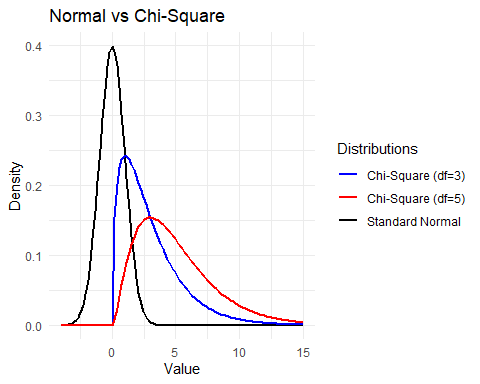 Normal vs Chi-Square
0.4
0.3
0.2
0.1
0.0
Density
0 5 10 15
Value
Distributions
Chi-Square (df=3)
Chi-Square (df=5)
Standard Normal